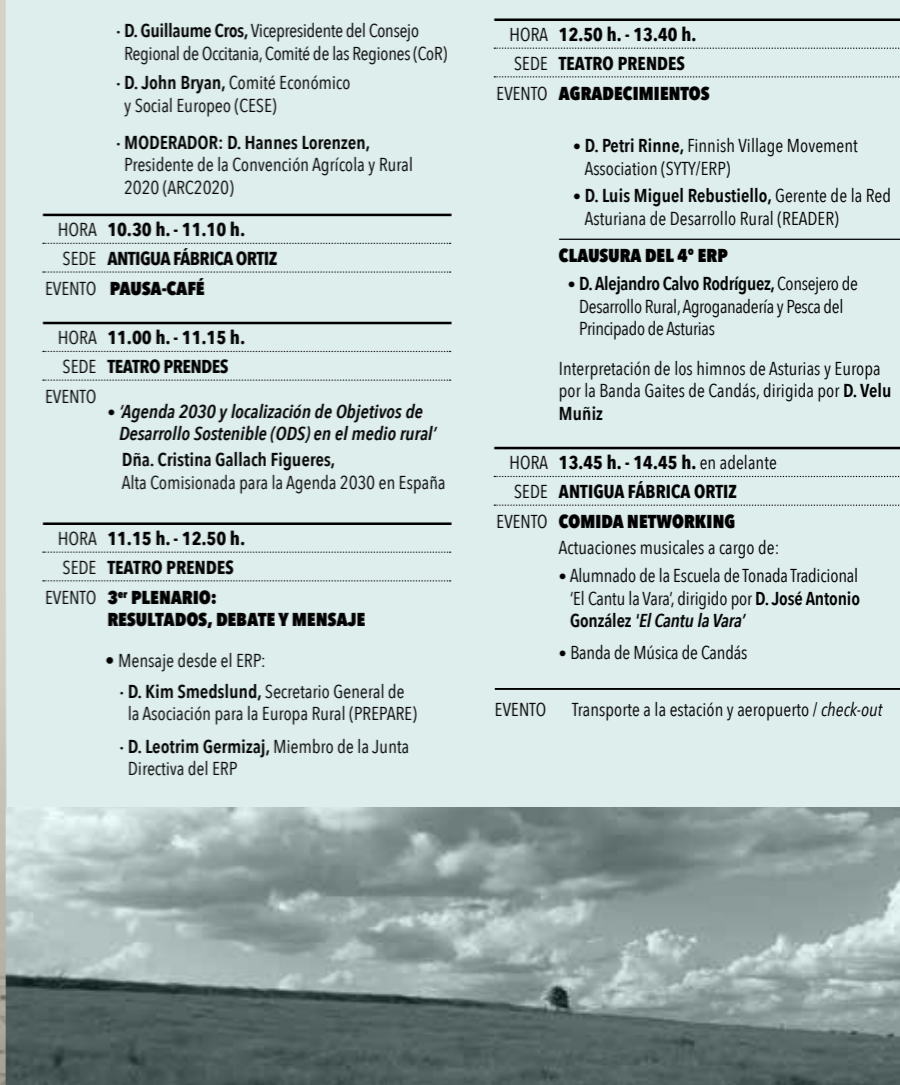 · D. Guillaume Cros, Vicepresidente del Consejo
Regional de Occitania, Comité de las Regiones (CoR)
· D. John Bryan, Comité Económico
y Social Europeo (CESE)
· MODERADOR: D. Hannes Lorenzen,
Presidente de la Convención Agrícola y Rural
2020 (ARC2020)
HORA 10.30 h. - 11.10 h.
SEDE ANTIGUA FÁBRICA ORTIZ
EVENTO PAUSA-CAFÉ
HORA 11.00 h. - 11.15 h.
SEDE TEATRO PRENDES
EVENTO
• ‘Agenda 2030 y localización de Objetivos de
Desarrollo Sostenible (ODS) en el medio rural’
Dña. Cristina Gallach Figueres,
Alta Comisionada para la Agenda 2030 en España
HORA 11.15 h. - 12.50 h.
SEDE TEATRO PRENDES
EVENTO 3er PLENARIO:
RESULTADOS, DEBATE Y MENSAJE
• Mensaje desde el ERP:
· D. Kim Smedslund, Secretario General de
la Asociación para la Europa Rural (PREPARE)
· D. Leotrim Germizaj, Miembro de la Junta
Directiva del ERP
HORA 12.50 h. - 13.40 h.
SEDE TEATRO PRENDES
EVENTO AGRADECIMIENTOS
• D. Petri Rinne, Finnish Village Movement
Association (SYTY/ERP)
• D. Luis Miguel Rebustiello, Gerente de la Red
Asturiana de Desarrollo Rural (READER)
CLAUSURA DEL 4º ERP
• D. Alejandro Calvo Rodríguez, Consejero de
Desarrollo Rural, Agroganadería y Pesca del
Principado de Asturias
Interpretación de los himnos de Asturias y Europa
por la Banda Gaites de Candás, dirigida por D. Velu
Muñiz
HORA 13.45 h. - 14.45 h. en adelante
SEDE ANTIGUA FÁBRICA ORTIZ
EVENTO COMIDA NETWORKING
Actuaciones musicales a cargo de:
• Alumnado de la Escuela de Tonada Tradicional
‘El Cantu la Vara’, dirigido por D. José Antonio
González 'El Cantu la Vara’
• Banda de Música de Candás
EVENTO Transporte a la estación y aeropuerto / check-out